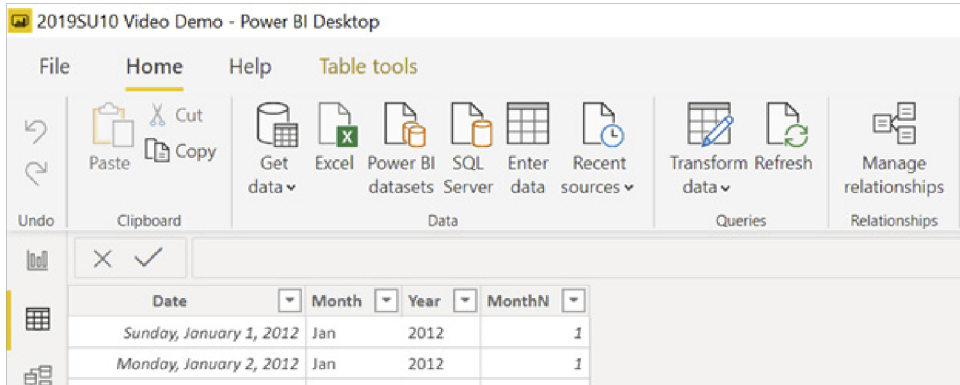 2019SU10 Video Demo - Power BI Desktop
File Home Help Table tools
Cut
Copy
Paste
Get data
Excel
Power BI datasets
SQL Server
Enter data
Recent sources
Transform data
Refresh
Manage relationships
Undo Clipboard Data Queries Relationships
Date Month Year MonthN
Sunday, January 1, 2012 Jan 2012 1
Monday, January 2, 2012 Jan 2012 1